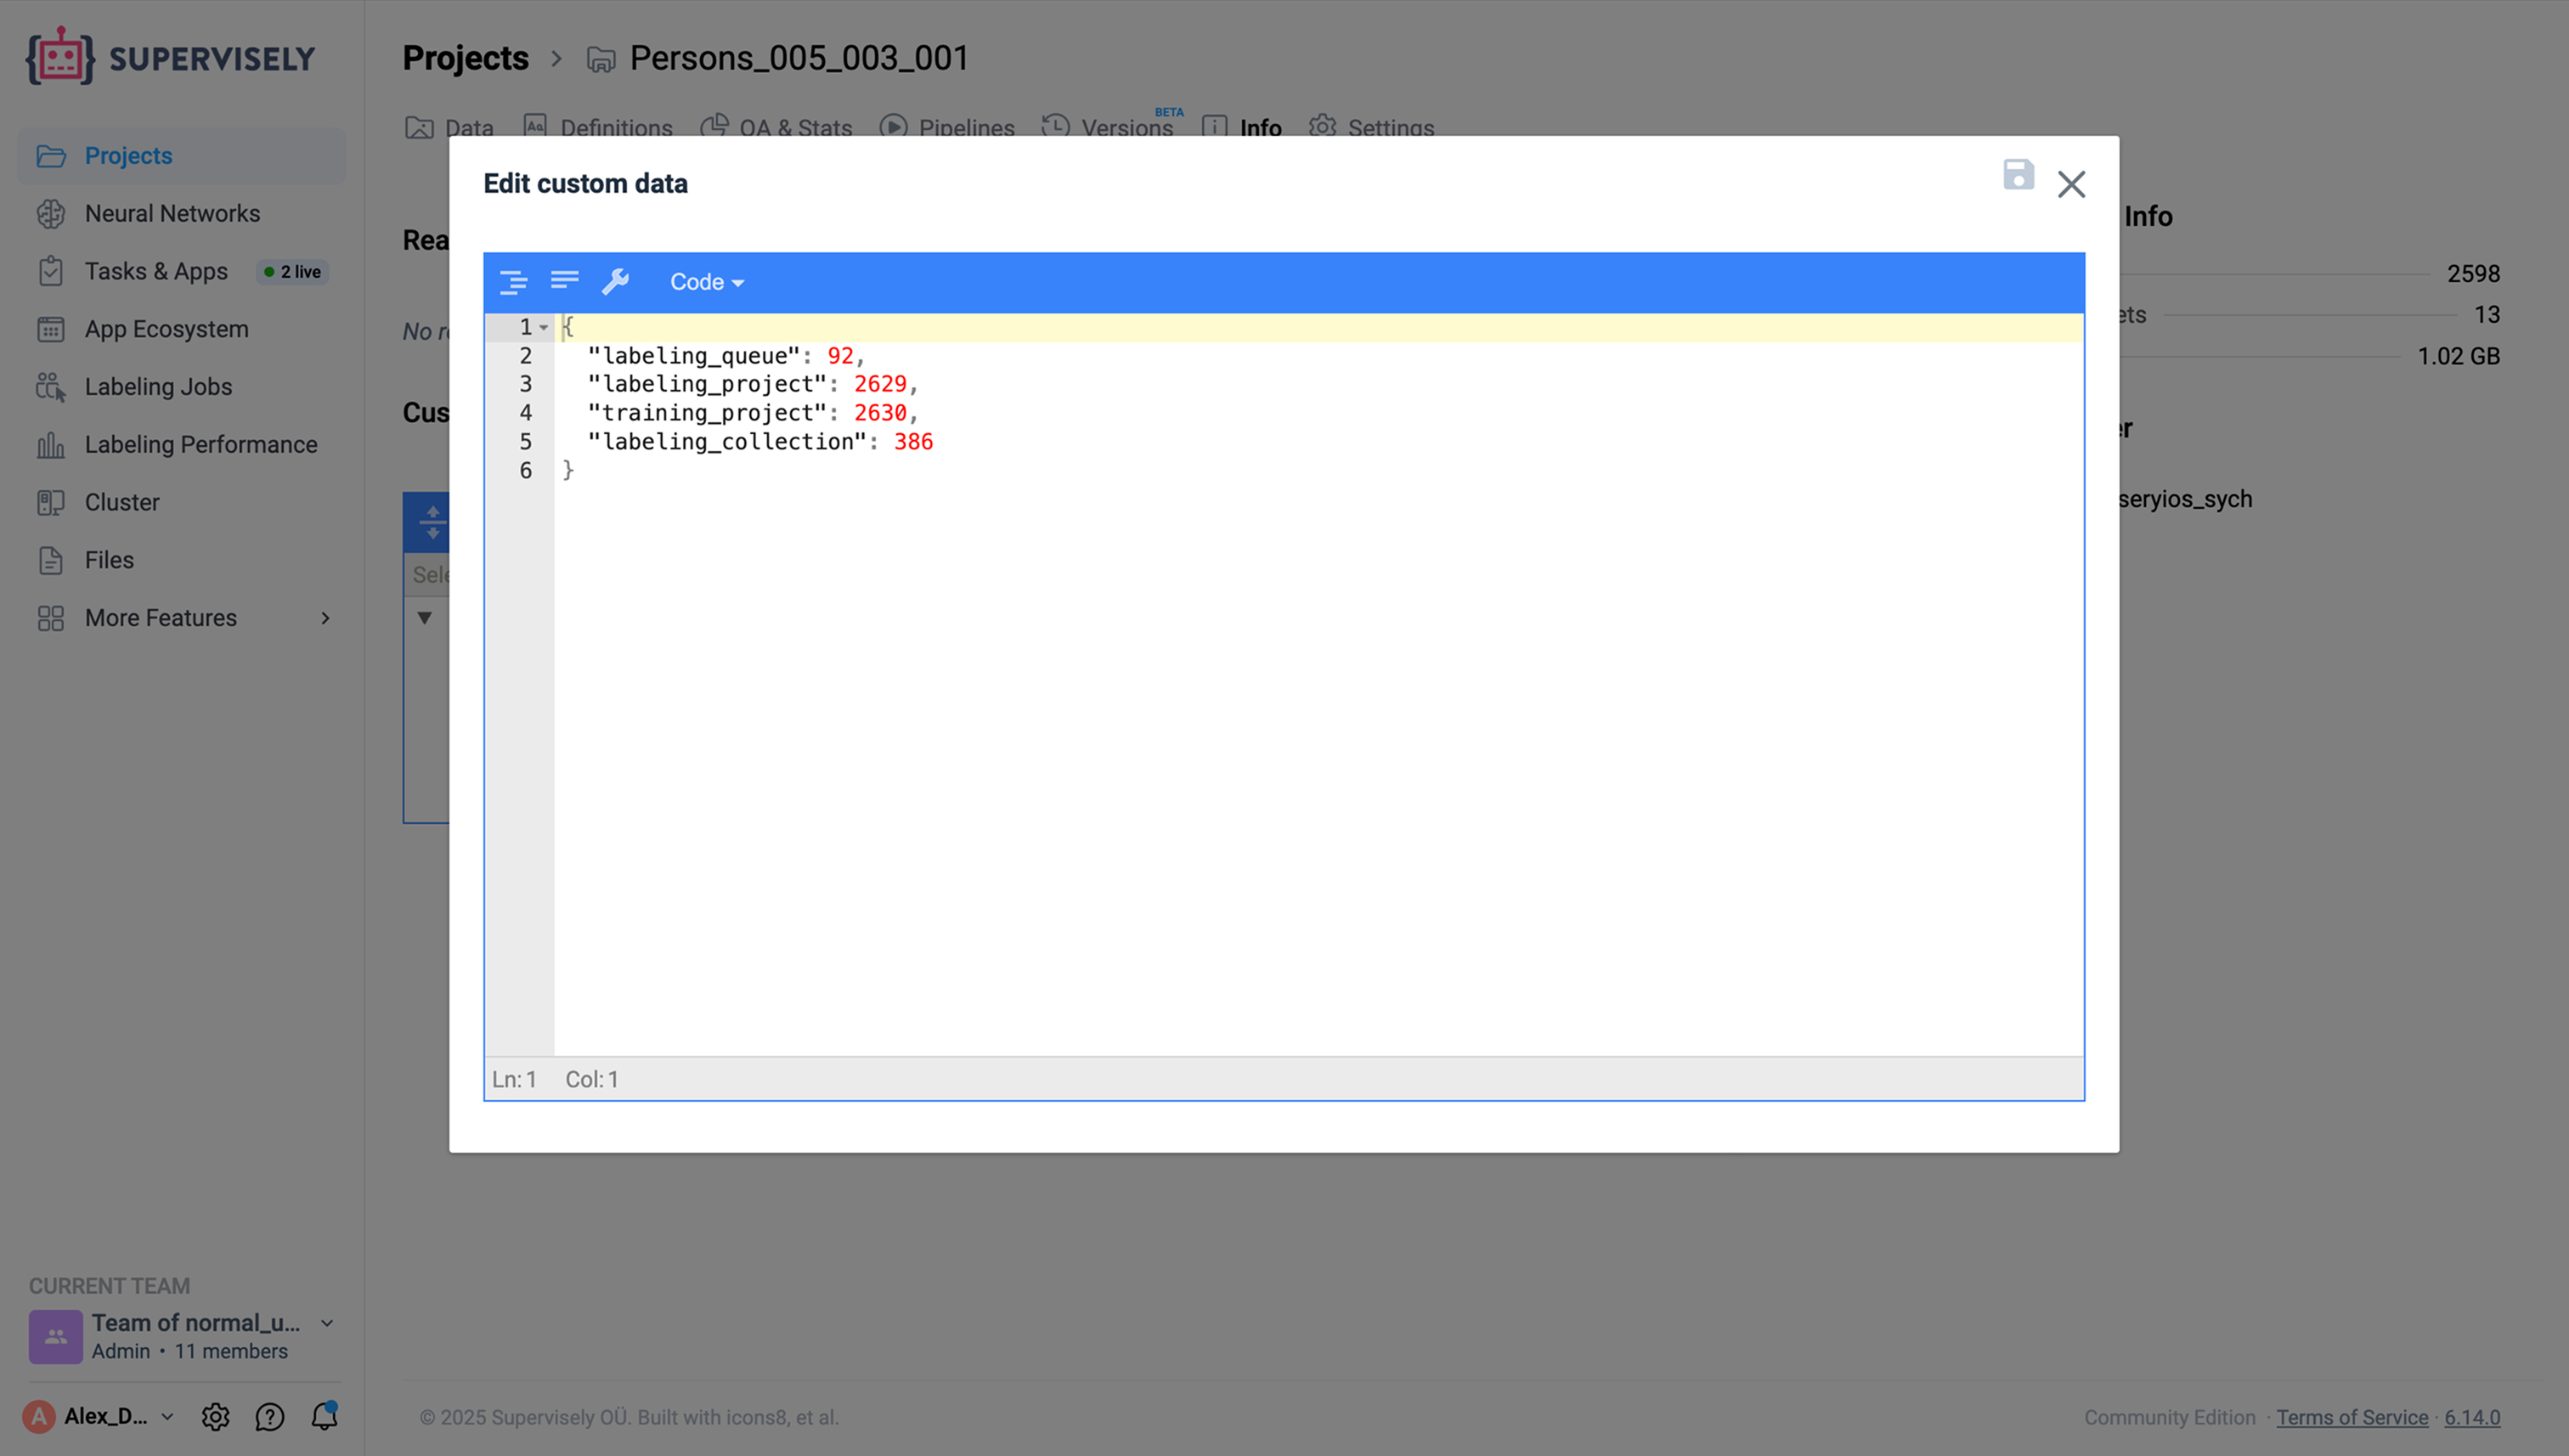 SUPERVISELY
Projects
Neural Networks
Tasks & Apps 2 live
App Ecosystem
Labeling Jobs
Labeling Performance
Cluster
Files
More Features
CURRENT TEAM
Team of normal_u...
Admin • 11 members
A Alex_D...
Projects > Persons_005_003_001
Data Definitions QA & Stats Pipelines Versions BETA Info Settings
Edit custom data
Code
1 {
2 "labeling_queue": 92,
3 "labeling_project": 2629,
4 "training_project": 2630,
5 "labeling_collection": 386
6 }
Ln: 1 Col: 1
Rea
No r
Cus
Sele
Info
2598
ets 13
1.02 GB
er
seryios_sych
© 2025 Supervisely OÜ. Built with icons8, et al.
Community Edition · Terms of Service · 6.14.0